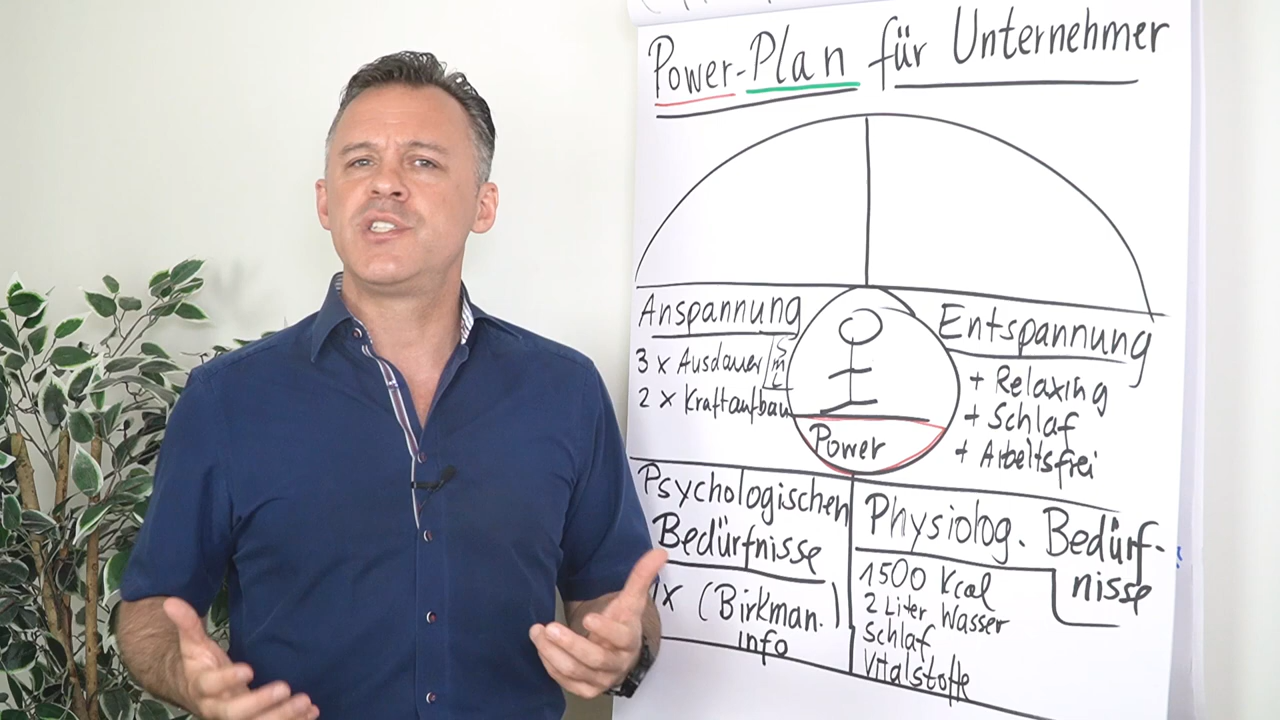 Power-Plan für Unternehmer
Anspannung
3 x Ausdauer
2 x Kraftaufbau
Power
Entspannung
+ Relaxing
+ Schlaf
+ Arbeitsfrei
Psychologischen
Bedürfnisse
1x (Birkman.)
info
Physiolog. Bedürf-
nisse
1500 Kcal
2 Liter Wasser
Schlaf
Vitalstoffe